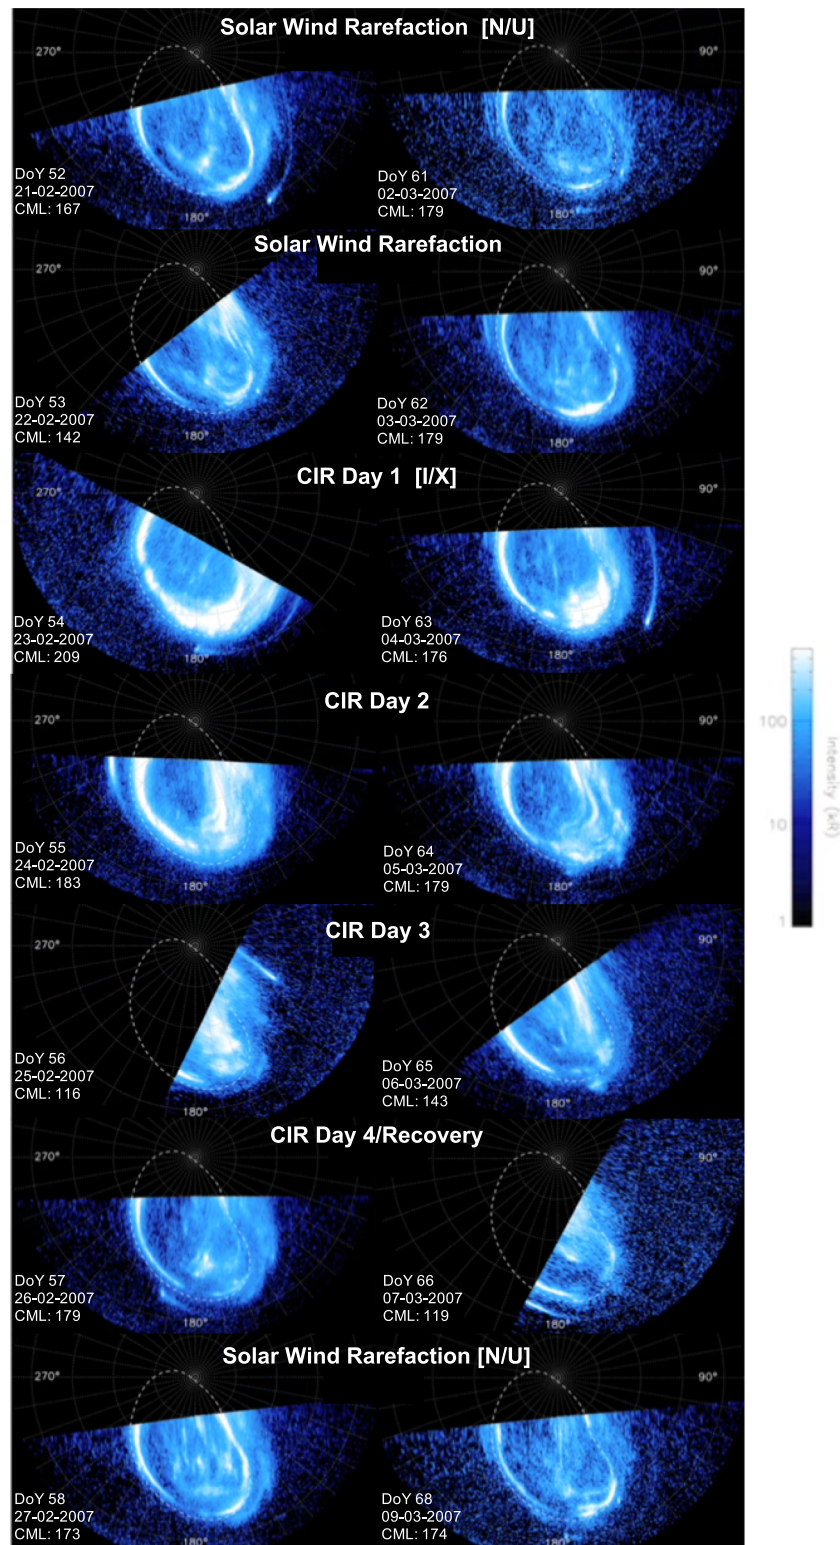 Solar Wind Rarefaction [N/U]
270°
90°
DoY 52
21-02-2007
CML: 167
180°
DoY 61
02-03-2007
CML: 179
180°
Solar Wind Rarefaction
270°
90°
DoY 53
22-02-2007
CML: 142
180°
DoY 62
03-03-2007
CML: 179
180°
CIR Day 1 [I/X]
270°
90°
DoY 54
23-02-2007
CML: 209
180°
DoY 63
04-03-2007
CML: 176
180°
CIR Day 2
270°
90°
DoY 55
24-02-2007
CML: 183
180°
DoY 64
05-03-2007
CML: 179
180°
100
10
1
Intensity (kR)
CIR Day 3
270°
90°
DoY 56
25-02-2007
CML: 116
180°
DoY 65
06-03-2007
CML: 143
180°
CIR Day 4/Recovery
270°
90°
DoY 57
26-02-2007
CML: 179
180°
DoY 66
07-03-2007
CML: 119
180°
Solar Wind Rarefaction [N/U]
270°
90°
DoY 58
27-02-2007
CML: 173
180°
DoY 68
09-03-2007
CML: 174
180°